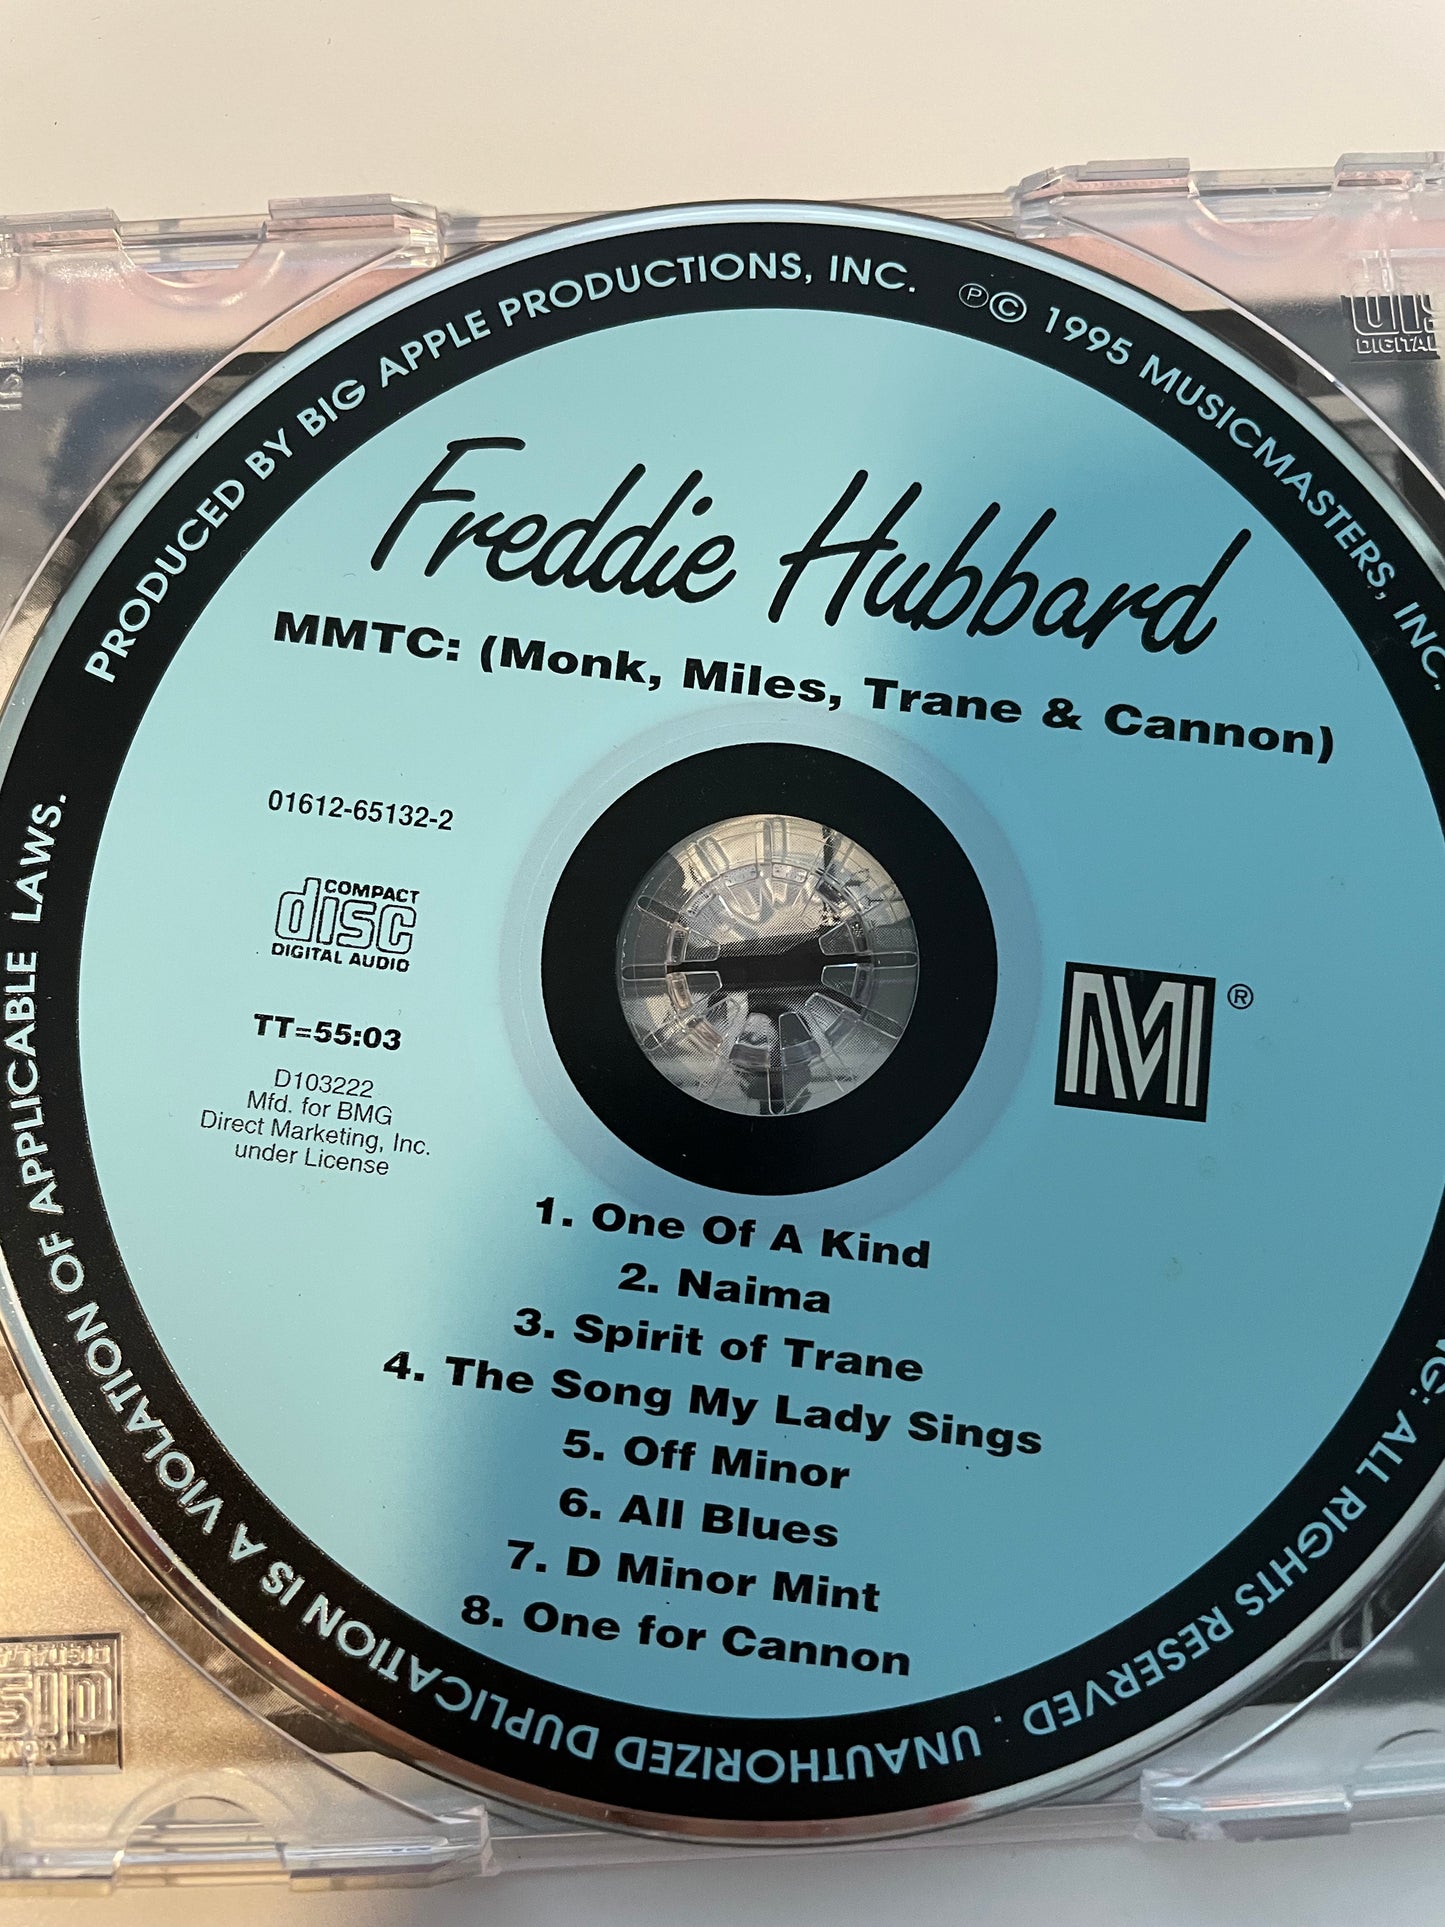 PRODUCED BY BIG APPLE PRODUCTIONS, INC. ℗© 1995 MUSICMASTERS, INC.
Freddie Hubbard
MMTC: (Monk, Miles, Trane & Cannon)
01612-65132-2
COMPACT
disc
DIGITAL AUDIO
TT=55:03
D103222
Mfd. for BMG
Direct Marketing, Inc.
under License
M ®
1. One Of A Kind
2. Naima
3. Spirit of Trane
4. The Song My Lady Sings
5. Off Minor
6. All Blues
7. D Minor Mint
8. One for Cannon
ALL RIGHTS RESERVED . UNAUTHORIZED DUPLICATION IS A VIOLATION OF APPLICABLE LAWS.
DIGITAL